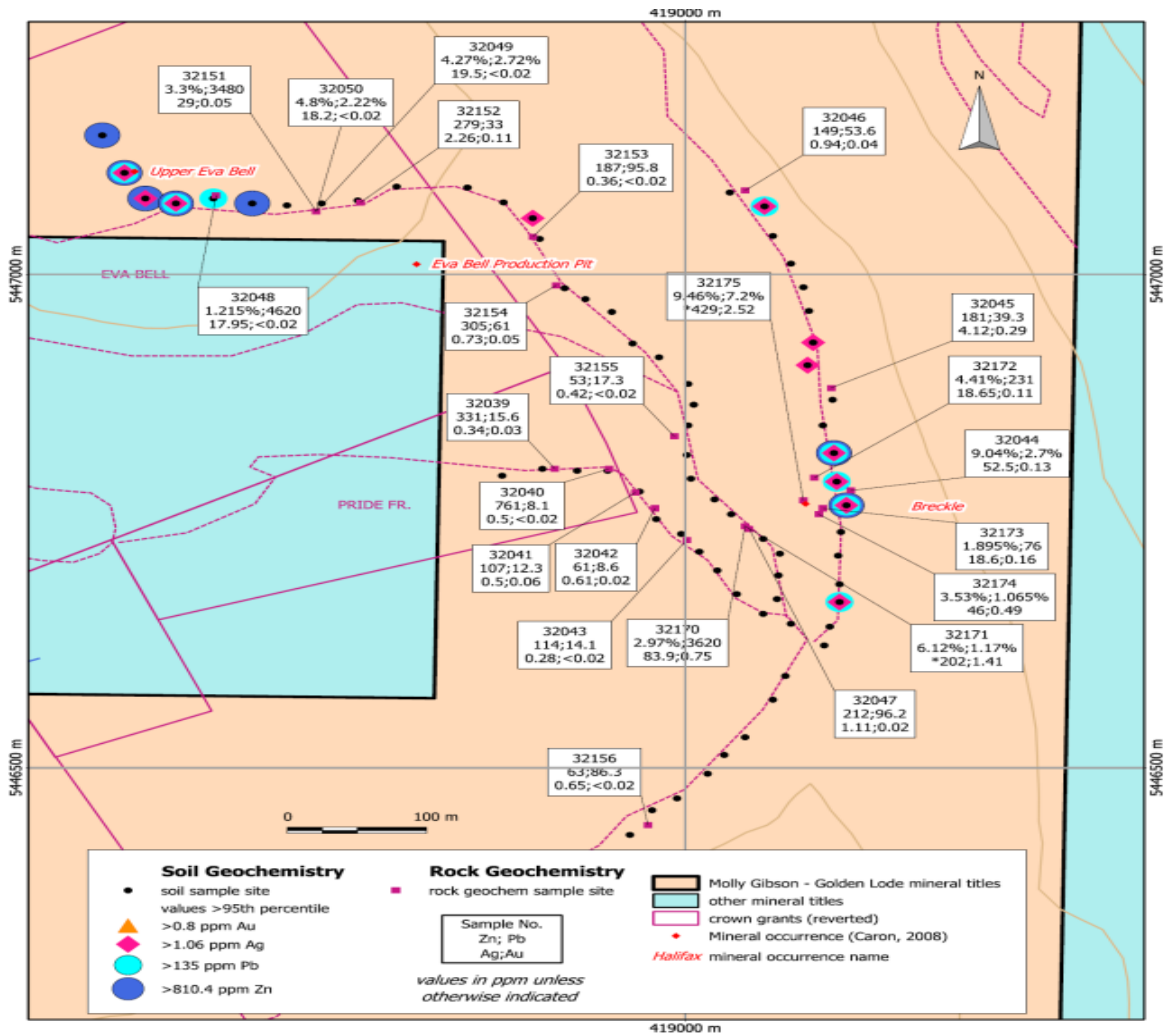 419000 m
32049
4.27%;2.72%
19.5;<0.02
32151
3.3%;3480
29;0.05
32050
4.8%;2.22%
18.2;<0.02
32152
279;33
2.26;0.11
32153
187;95.8
0.36;<0.02
32046
149;53.6
0.94;0.04
N
Upper Eva Bell
5447000 m
EVA BELL
Eva Bell Production Pit
5447000 m
32048
1.215%;4620
17.95;<0.02
32154
305;61
0.73;0.05
32175
9.46%;7.2%
*429;2.52
32045
181;39.3
4.12;0.29
32155
53;17.3
0.42;<0.02
32172
4.41%;231
18.65;0.11
32039
331;15.6
0.34;0.03
32044
9.04%;2.7%
52.5;0.13
32040
761;8.1
0.5;<0.02
PRIDE FR.
Breckle
32041
107;12.3
0.5;0.06
32042
61;8.6
0.61;0.02
32173
1.895%;76
18.6;0.16
32174
3.53%;1.065%
46;0.49
32043
114;14.1
0.28;<0.02
32170
2.97%;3620
83.9;0.75
32171
6.12%;1.17%
*202;1.41
32047
212;96.2
1.11;0.02
5446500 m
32156
63;86.3
0.65;<0.02
5446500 m
0 100 m
Soil Geochemistry
soil sample site
values >95th percentile
>0.8 ppm Au
>1.06 ppm Ag
>135 ppm Pb
>810.4 ppm Zn
Rock Geochemistry
rock geochem sample site
Sample No.
Zn; Pb
Ag;Au
values in ppm unless
otherwise indicated
Molly Gibson - Golden Lode mineral titles
other mineral titles
crown grants (reverted)
Mineral occurrence (Caron, 2008)
Halifax mineral occurrence name
419000 m